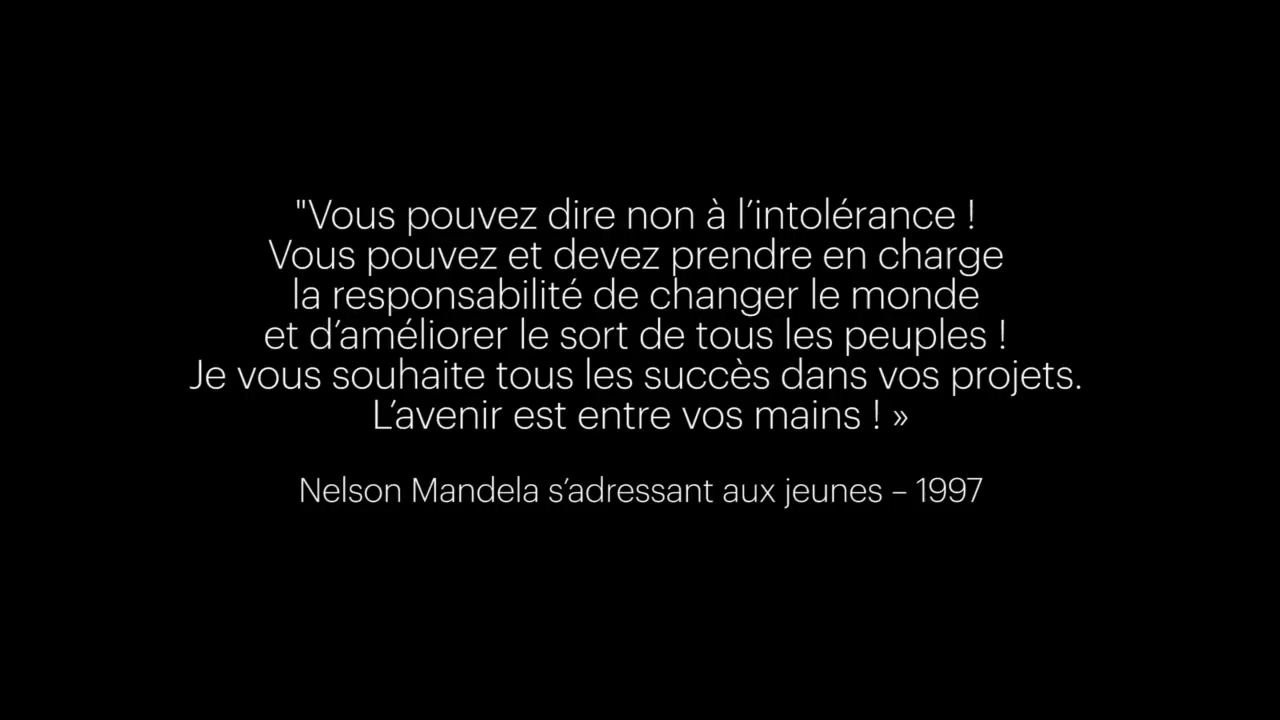 "Vous pouvez dire non à l’intolérance !
Vous pouvez et devez prendre en charge
la responsabilité de changer le monde
et d’améliorer le sort de tous les peuples !
Je vous souhaite tous les succès dans vos projets.
L’avenir est entre vos mains ! »
Nelson Mandela s’adressant aux jeunes – 1997